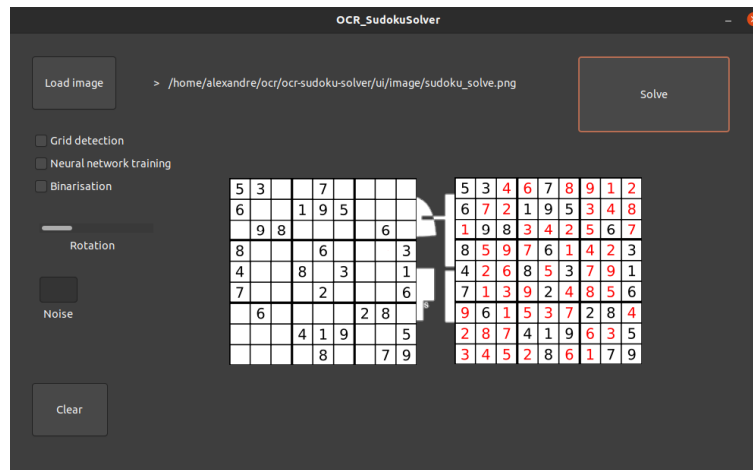 OCR_SudokuSolver
Load image
> /home/alexandre/ocr/ocr-sudoku-solver/ui/image/sudoku_solve.png
Solve
Grid detection
Neural network training
Binarisation
Rotation
Noise
Clear
5 3 7
6 1 9 5
9 8 6
8 6 3
4 8 3 1
7 2 6
6 2 8
4 1 9 5
8 7 9
s
5 3 4 6 7 8 9 1 2
6 7 2 1 9 5 3 4 8
1 9 8 3 4 2 5 6 7
8 5 9 7 6 1 4 2 3
4 2 6 8 5 3 7 9 1
7 1 3 9 2 4 8 5 6
9 6 1 5 3 7 2 8 4
2 8 7 4 1 9 6 3 5
3 4 5 2 8 6 1 7 9